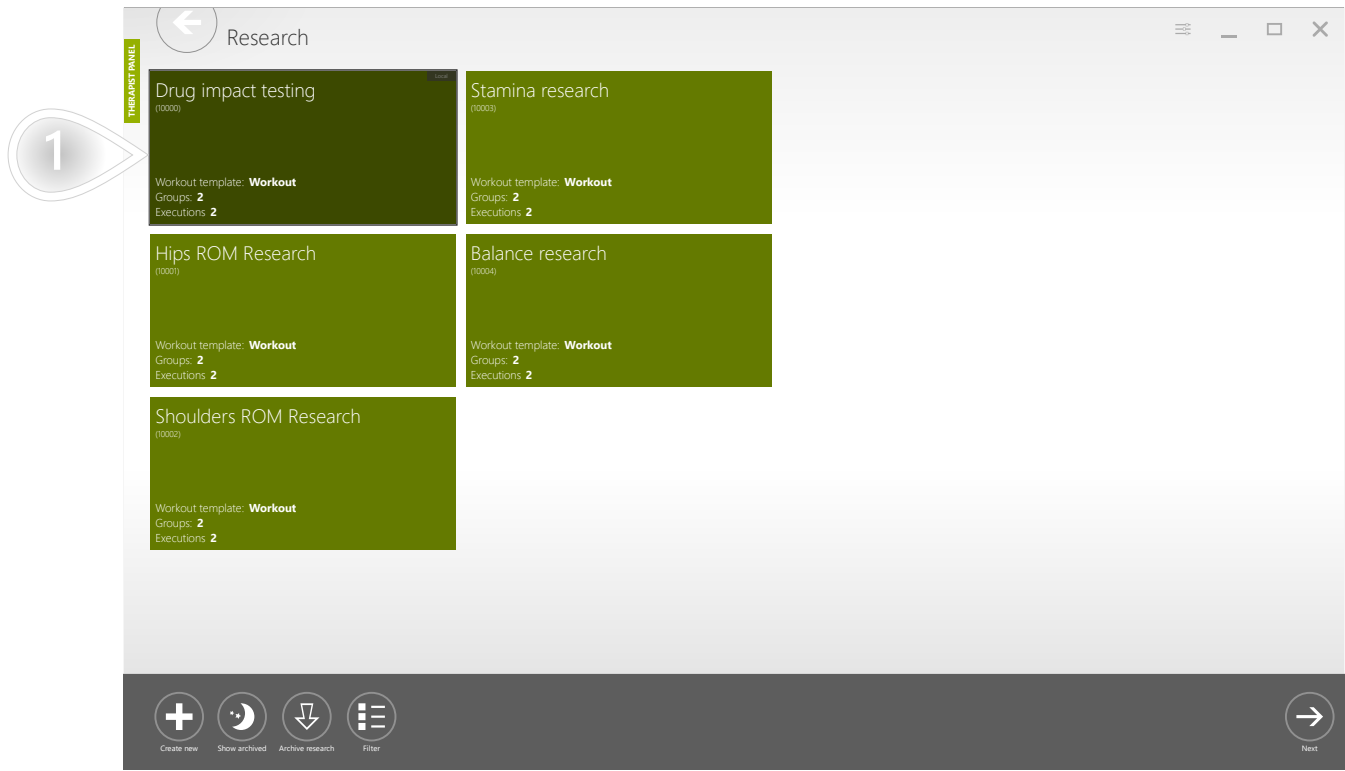 Research
THERAPIST PANEL
1
Local
Drug impact testing
(10000)
Workout template: Workout
Groups: 2
Executions 2
Stamina research
(10003)
Workout template: Workout
Groups: 2
Executions 2
Hips ROM Research
(10001)
Workout template: Workout
Groups: 2
Executions 2
Balance research
(10004)
Workout template: Workout
Groups: 2
Executions 2
Shoulders ROM Research
(10002)
Workout template: Workout
Groups: 2
Executions 2
Create new
Show archived
Archive research
Filter
Next